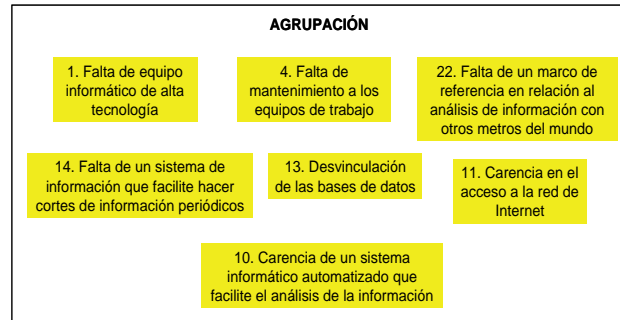 AGRUPACIÓN
1. Falta de equipo
informático de alta
tecnología
4. Falta de
mantenimiento a los
equipos de trabajo
22. Falta de un marco de
referencia en relación al
análisis de información con
otros metros del mundo
14. Falta de un sistema de
información que facilite hacer
cortes de información periódicos
13. Desvinculación
de las bases de datos
11. Carencia en el
acceso a la red de
Internet
10. Carencia de un sistema
informático automatizado que
facilite el análisis de la información